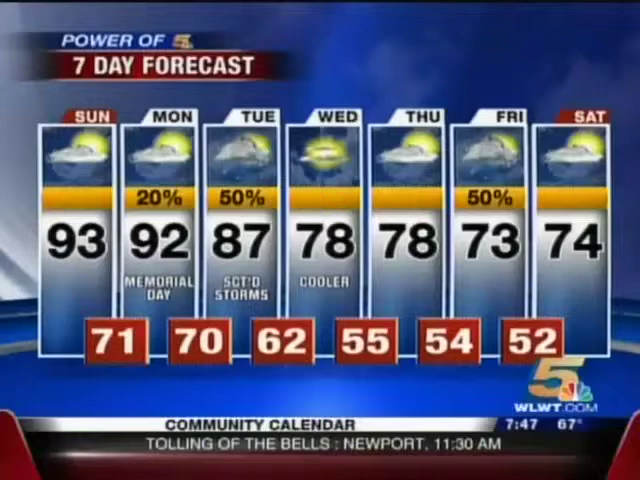 POWER OF 5
7 DAY FORECAST
SUN MON TUE WED THU FRI SAT
20% 50% 50%
93 92 87 78 78 73 74
MEMORIAL DAY SCT'D STORMS COOLER
71 70 62 55 54 52
5
WLWT.COM
COMMUNITY CALENDAR 7:47 67°
TOLLING OF THE BELLS : NEWPORT, 11:30 AM